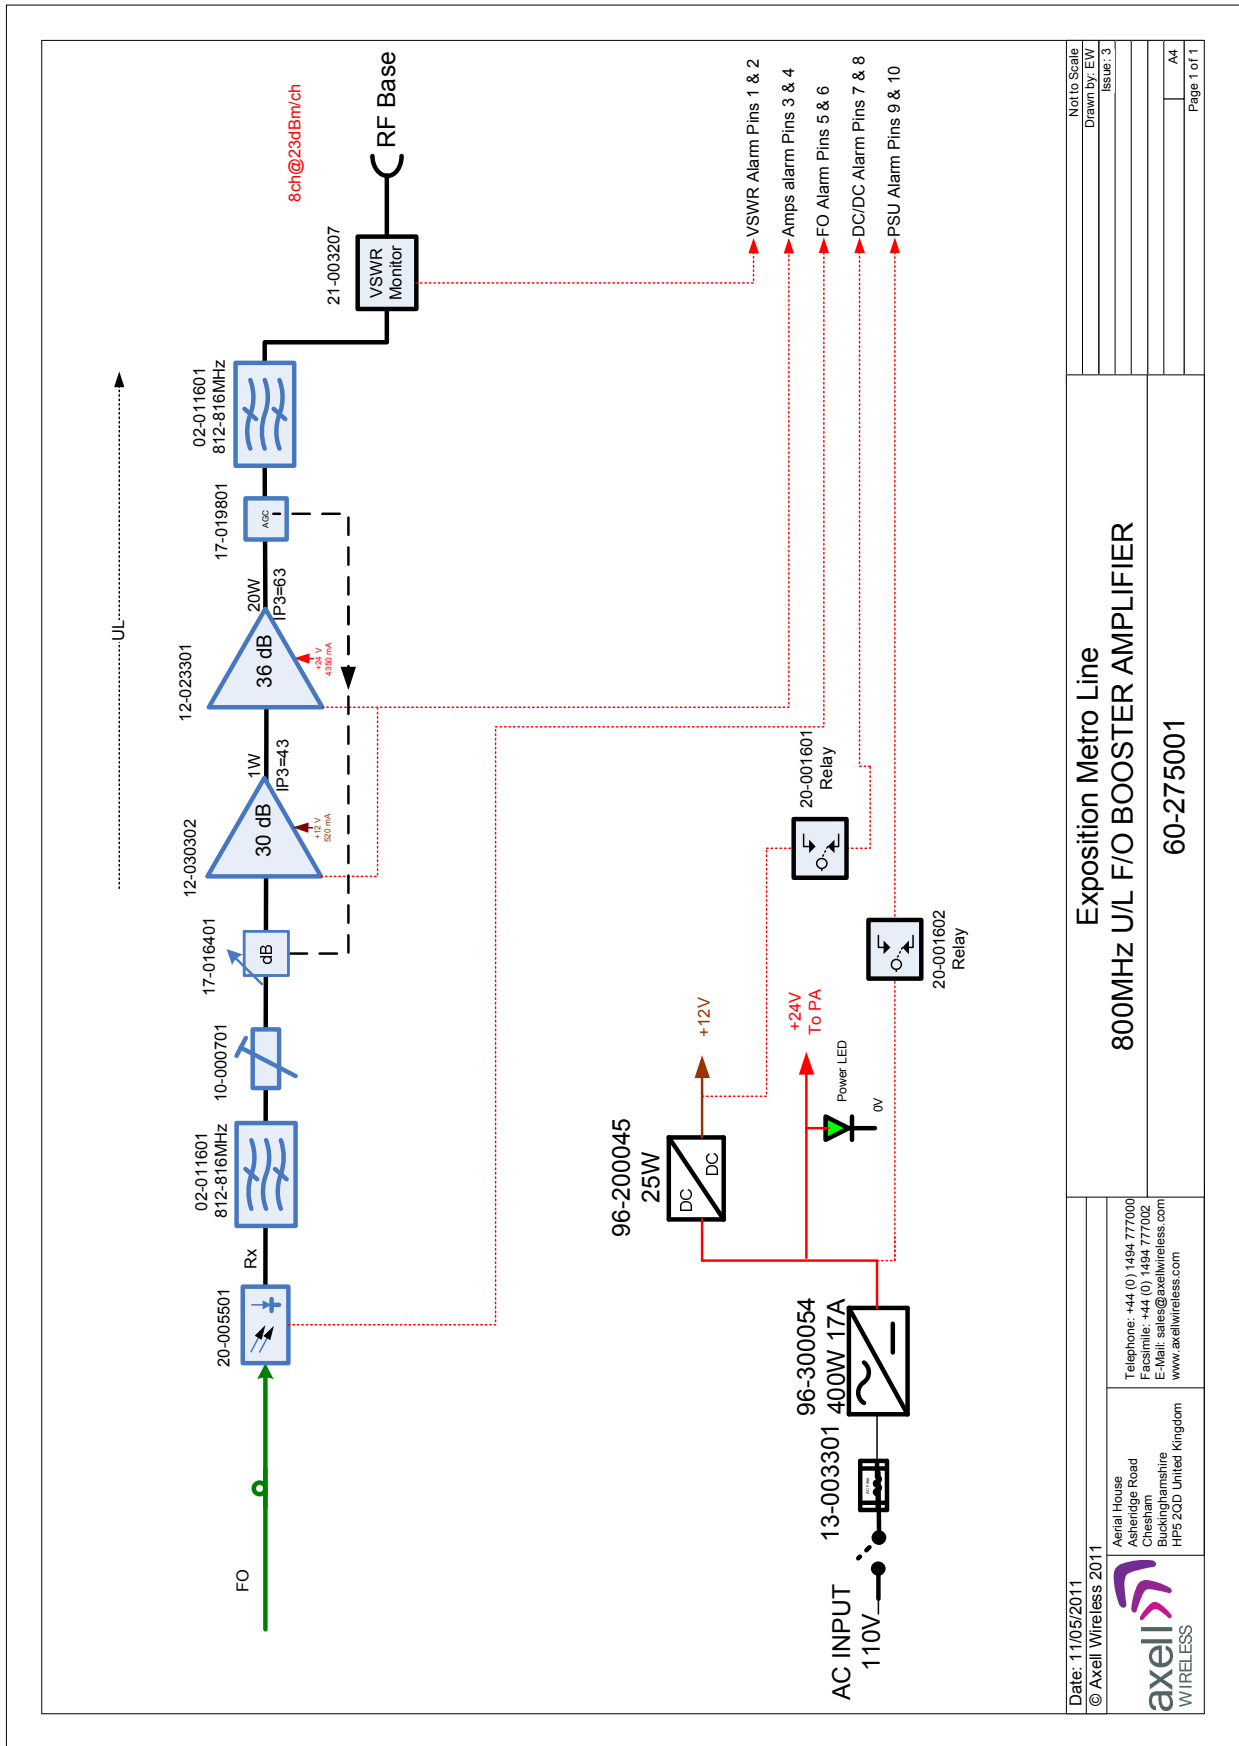 UL
8ch@23dBm/ch
FO
20-005501
Rx
02-011601
812-816MHz
10-000701
17-016401
dB
12-030302
30 dB
1W
IP3=43
+12 V
520 mA
12-023301
36 dB
20W
IP3=63
+24 V
4350 mA
17-019801
AGC
02-011601
812-816MHz
21-003207
VSWR
Monitor
RF Base
VSWR Alarm Pins 1 & 2
Amps alarm Pins 3 & 4
FO Alarm Pins 5 & 6
DC/DC Alarm Pins 7 & 8
PSU Alarm Pins 9 & 10
96-200045
25W
DC
DC
+12V
20-001601
Relay
+24V
To PA
Power LED
0V
20-001602
Relay
AC INPUT
110V
13-003301
96-300054
400W 17A
Date: 11/05/2011
© Axell Wireless 2011
axell
WIRELESS
Aerial House
Asheridge Road
Chesham
Buckinghamshire
HP5 2QD United Kingdom
Telephone: +44 (0) 1494 777000
Facsimile: +44 (0) 1494 777002
E-Mail: sales@axellwireless.com
www.axellwireless.com
Exposition Metro Line
800MHz U/L F/O BOOSTER AMPLIFIER
60-275001
Not to Scale
Drawn by: EW
Issue: 3
A4
Page 1 of 1